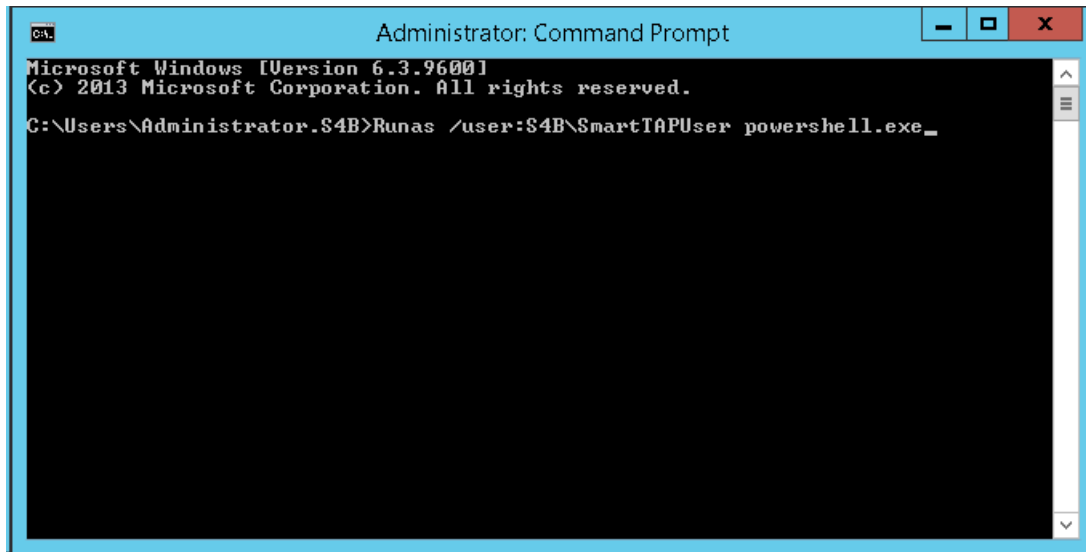 Administrator: Command Prompt
Microsoft Windows [Version 6.3.9600]
(c) 2013 Microsoft Corporation. All rights reserved.
C:\Users\Administrator.S4B>Runas /user:S4B\SmartTAPUser powershell.exe_